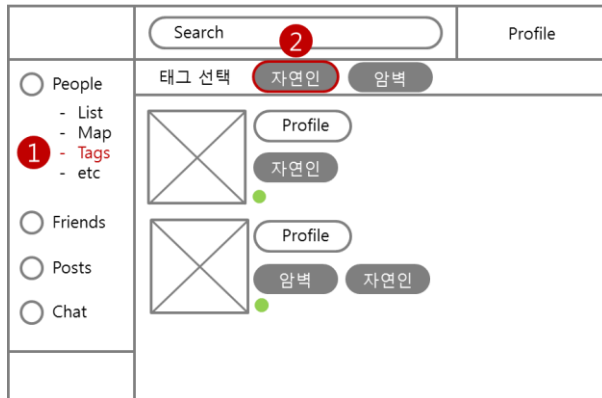 Search
2
Profile
태그 선택
자연인
암벽
People
- List
- Map
1
- Tags
- etc
Friends
Posts
Chat
Profile
자연인
Profile
암벽
자연인